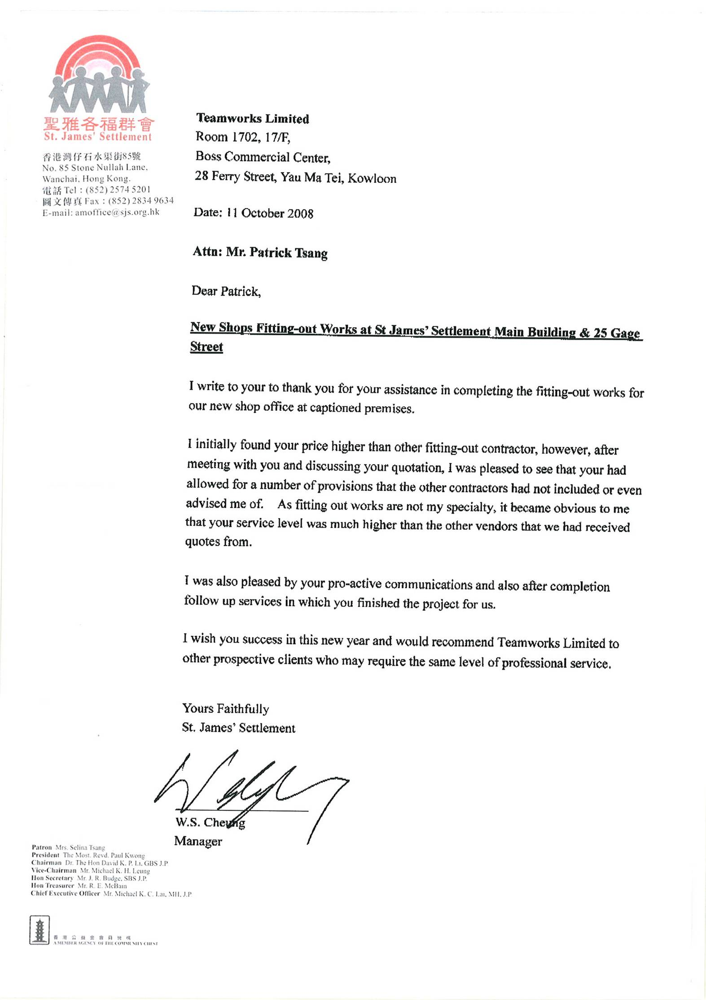 聖雅各福群會
St. James' Settlement
香港灣仔石水渠街85號
No. 85 Stone Nullah Lane,
Wanchai, Hong Kong.
電話 Tel : (852) 2574 5201
圖文傳真 Fax : (852) 2834 9634
E-mail: amoffice@sjs.org.hk
Teamworks Limited
Room 1702, 17/F,
Boss Commercial Center,
28 Ferry Street, Yau Ma Tei, Kowloon
Date: 11 October 2008
Attn: Mr. Patrick Tsang
Dear Patrick,
New Shops Fitting-out Works at St James' Settlement Main Building & 25 Gage
Street
I write to your to thank you for your assistance in completing the fitting-out works for
our new shop office at captioned premises.
I initially found your price higher than other fitting-out contractor, however, after
meeting with you and discussing your quotation, I was pleased to see that your had
allowed for a number of provisions that the other contractors had not included or even
advised me of. As fitting out works are not my specialty, it became obvious to me
that your service level was much higher than the other vendors that we had received
quotes from.
I was also pleased by your pro-active communications and also after completion
follow up services in which you finished the project for us.
I wish you success in this new year and would recommend Teamworks Limited to
other prospective clients who may require the same level of professional service.
Yours Faithfully
St. James' Settlement
W.S. Cheung
Manager
Patron Mrs. Selina Tsang
President The Most. Revd. Paul Kwong
Chairman Dr. The Hon David K. P. Li, GBS J.P
Vice-Chairman Mr. Michael K. H. Leung
Hon Secretary Mr. J. R. Budge, SBS J.P.
Hon Treasurer Mr. R. E. McBain
Chief Executive Officer Mr. Michael K. C. Lai, MH, J.P
香港公益金會員機構
A MEMBER AGENCY OF THE COMMUNITY CHEST